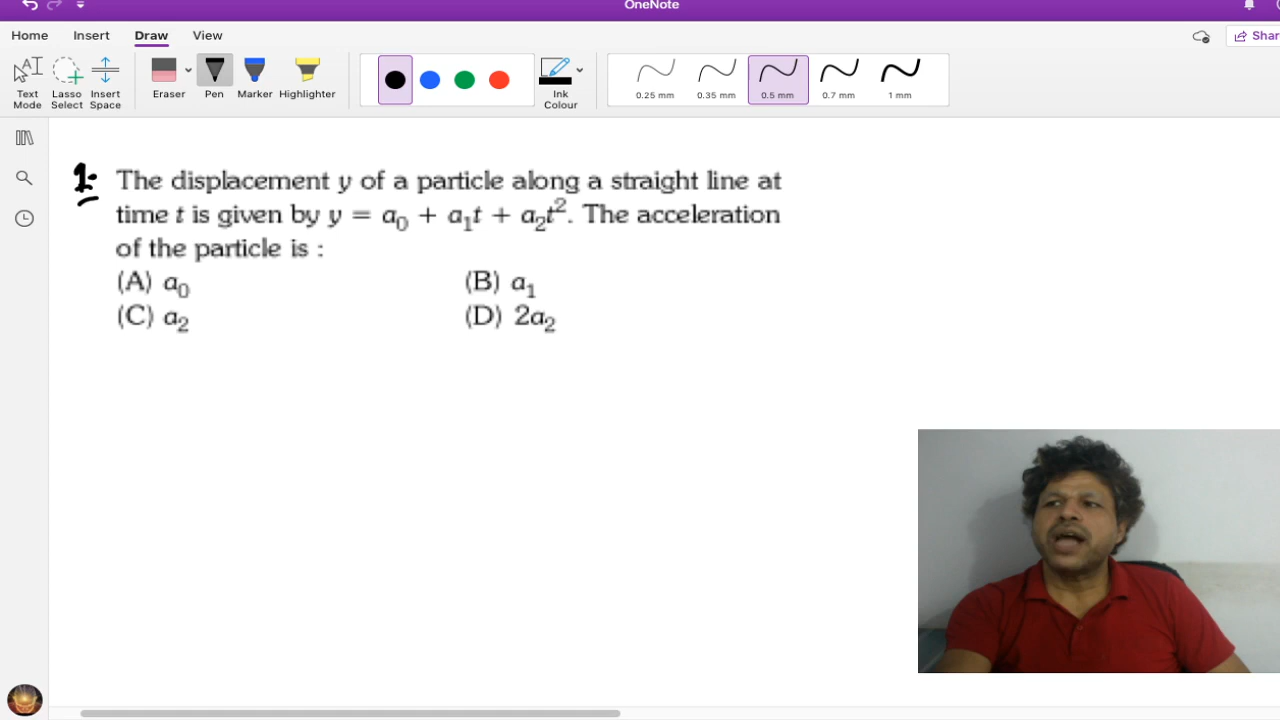 OneNote
Home Insert Draw View
Shar
Text Mode Lasso Select Insert Space Eraser Pen Marker Highlighter Ink Colour 0.25 mm 0.35 mm 0.5 mm 0.7 mm 1 mm
1. The displacement y of a particle along a straight line at
time t is given by y = a₀ + a₁t + a₂t². The acceleration
of the particle is :
(A) a₀ (B) a₁
(C) a₂ (D) 2a₂